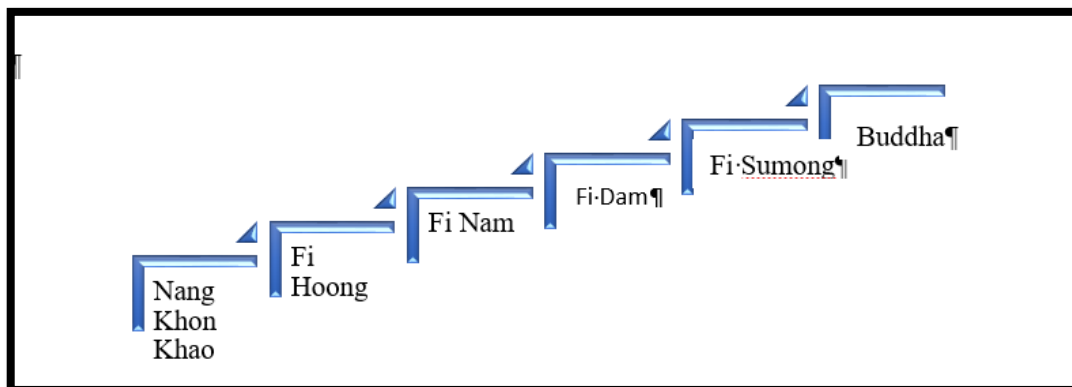 ¶
Buddha¶
Fi·Sumong¶
Fi·Dam¶
Fi Nam
Fi
Hoong
Nang
Khon
Khao